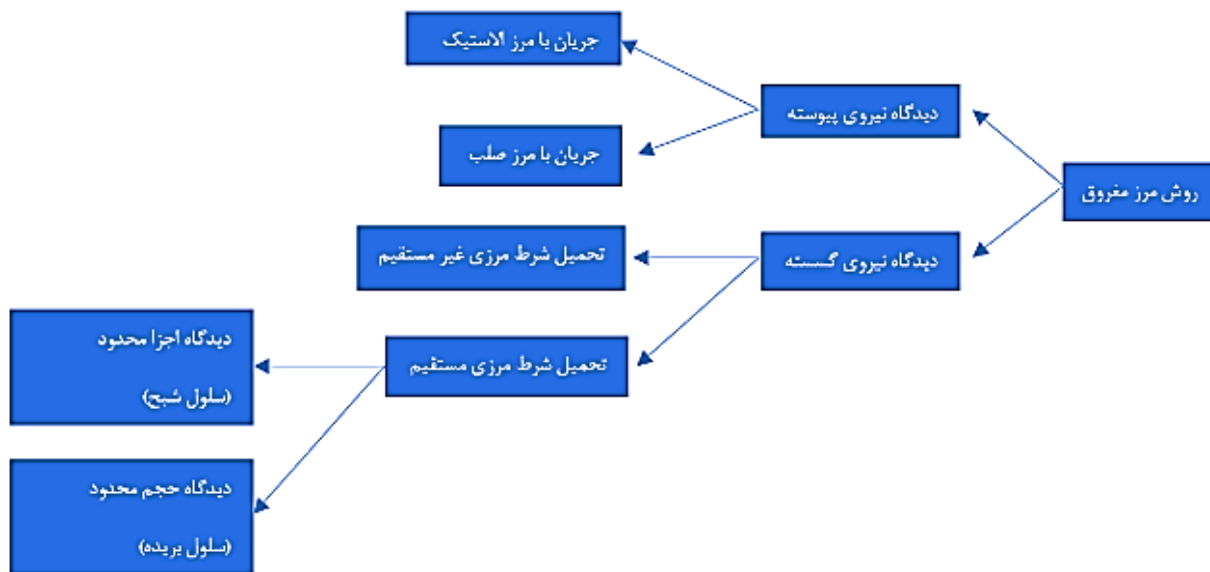 روش مرز مغروق
دیدگاه نیروی پیوسته
جریان با مرز الاستیک
جریان با مرز صلب
دیدگاه نیروی گسسته
تحمیل شرط مرزی غیر مستقیم
تحمیل شرط مرزی مستقیم
دیدگاه اجزا محدود
(سلول شبح)
دیدگاه حجم محدود
(سلول بریده)